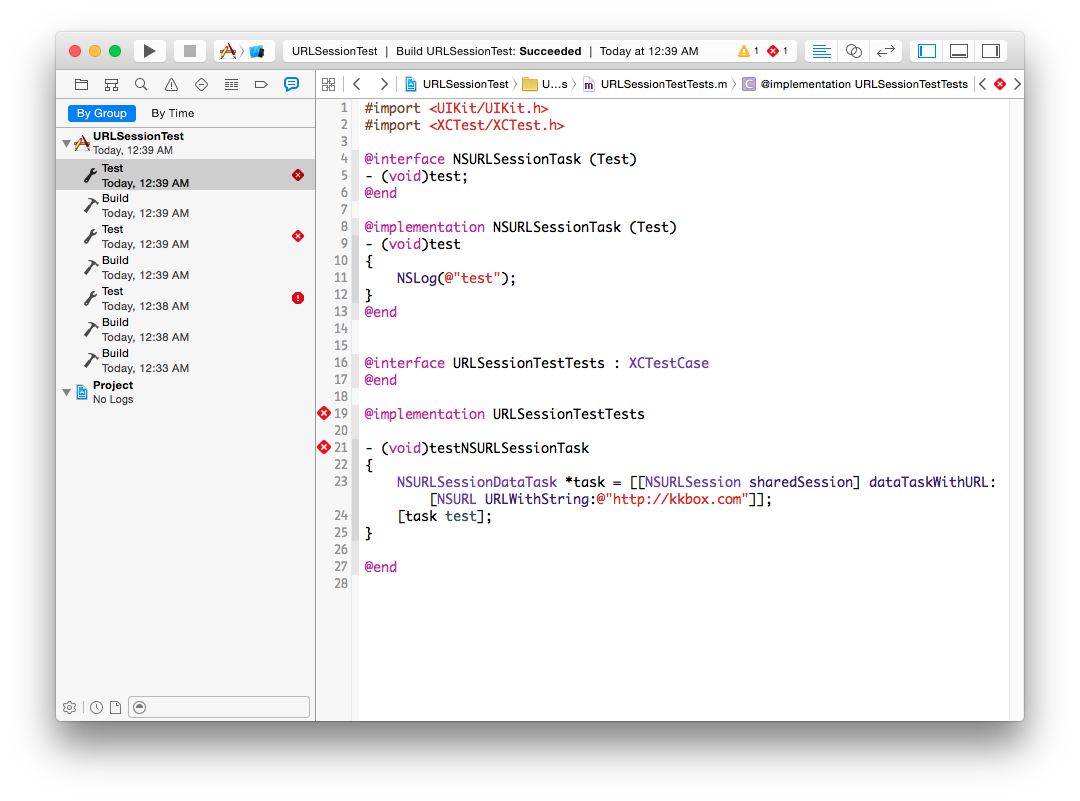 URLSessionTest | Build URLSessionTest: Succeeded | Today at 12:39 AM 1 1
URLSessionTest U...s m URLSessionTestTests.m C @implementation URLSessionTestTests
By Group By Time
URLSessionTest
Today, 12:39 AM
Test
Today, 12:39 AM
Build
Today, 12:39 AM
Test
Today, 12:39 AM
Build
Today, 12:39 AM
Test
Today, 12:38 AM
Build
Today, 12:38 AM
Build
Today, 12:33 AM
Project
No Logs
1 #import <UIKit/UIKit.h>
2 #import <XCTest/XCTest.h>
3
4 @interface NSURLSessionTask (Test)
5 - (void)test;
6 @end
7
8 @implementation NSURLSessionTask (Test)
9 - (void)test
10 {
11 NSLog(@"test");
12 }
13 @end
14
15
16 @interface URLSessionTestTests : XCTestCase
17 @end
18
19 @implementation URLSessionTestTests
20
21 - (void)testNSURLSessionTask
22 {
23 NSURLSessionDataTask *task = [[NSURLSession sharedSession] dataTaskWithURL:
[NSURL URLWithString:@"http://kkbox.com"]];
24 [task test];
25 }
26
27 @end
28